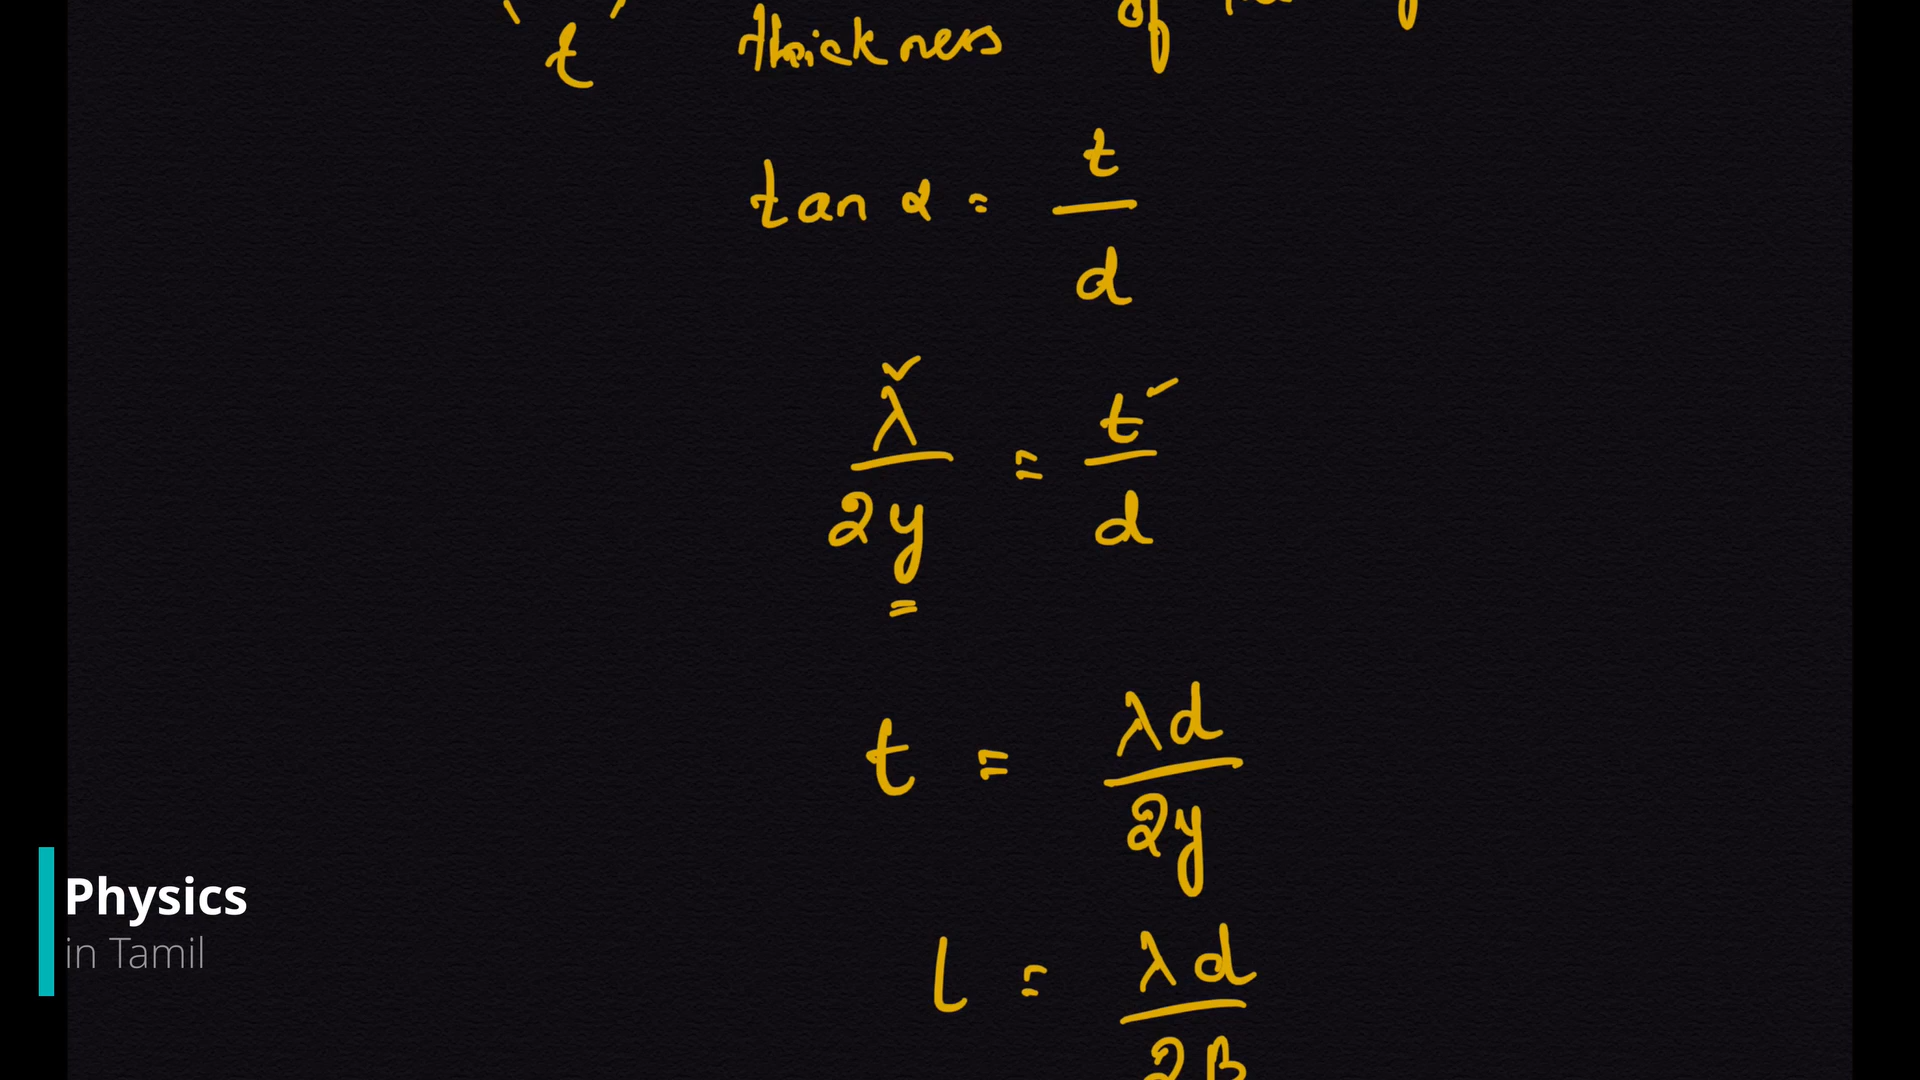 t thickness of
tan α = t/d
λ/2y = t/d
t = λd/2y
l = λd/2β
Physics
in Tamil